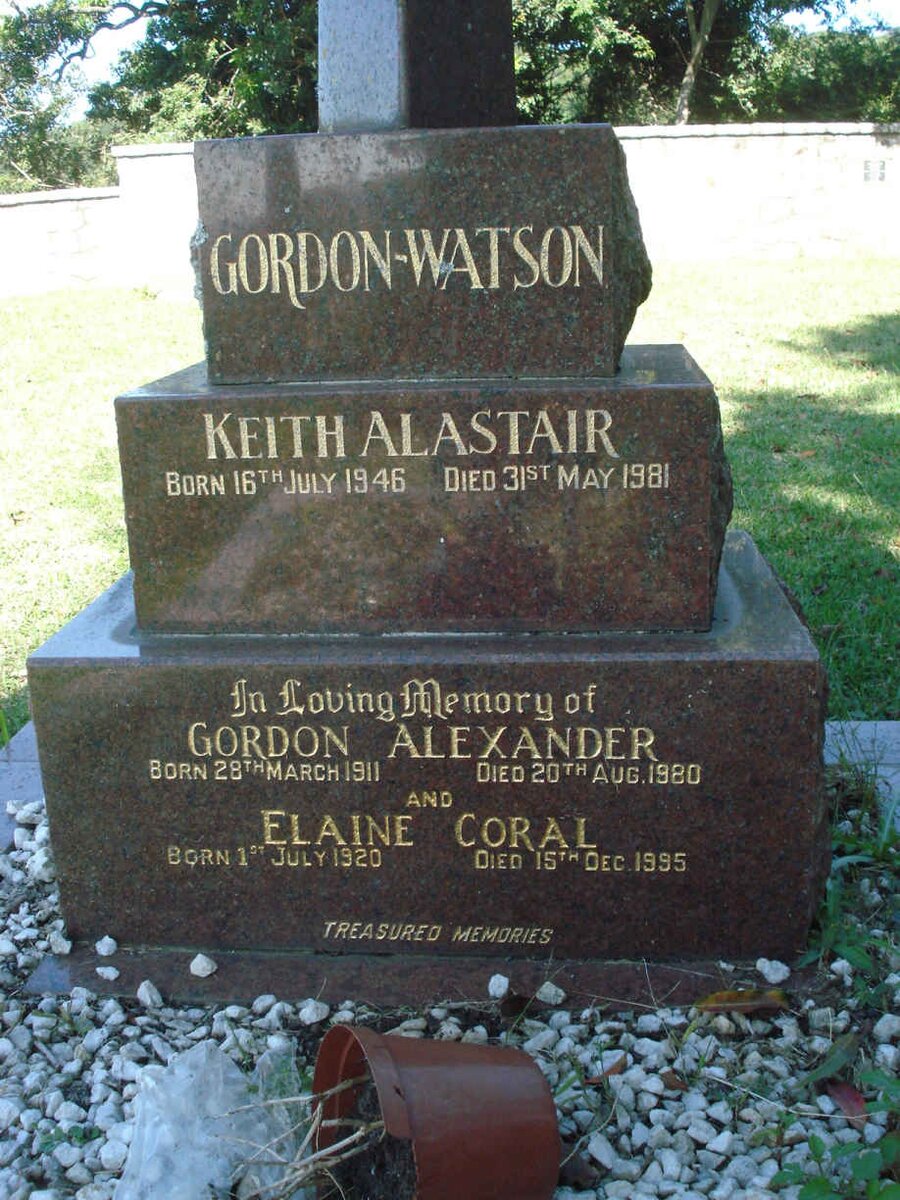 GORDON-WATSON
KEITH ALASTAIR
BORN 16TH JULY 1946 DIED 31ST MAY 1981
In Loving Memory of
GORDON ALEXANDER
BORN 28TH MARCH 1911 DIED 20TH AUG. 1980
AND
ELAINE CORAL
BORN 1ST JULY 1920 DIED 15TH DEC. 1995
TREASURED MEMORIES